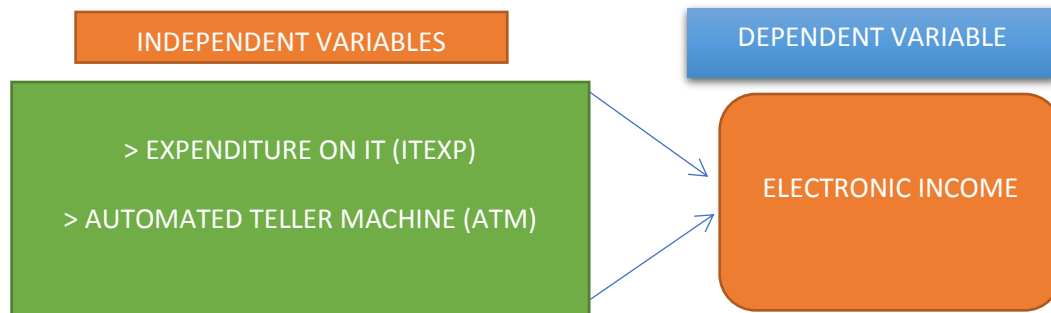 INDEPENDENT VARIABLES
DEPENDENT VARIABLE
> EXPENDITURE ON IT (ITEXP)
> AUTOMATED TELLER MACHINE (ATM)
ELECTRONIC INCOME